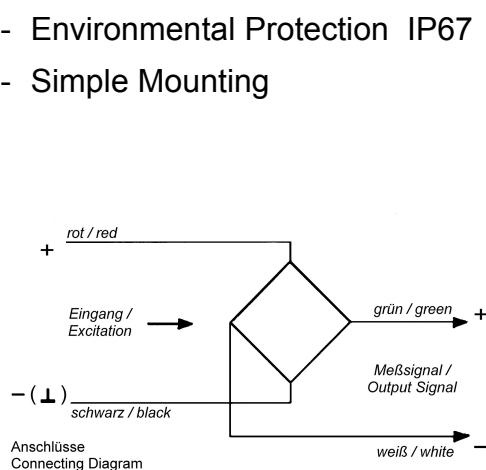 - Environmental Protection  IP67
- Simple Mounting
rot / red
+
Eingang /
Excitation
grün / green
+
Meßsignal /
Output Signal
- (⊥)
schwarz / black
weiß / white
-
Anschlüsse
Connecting Diagram